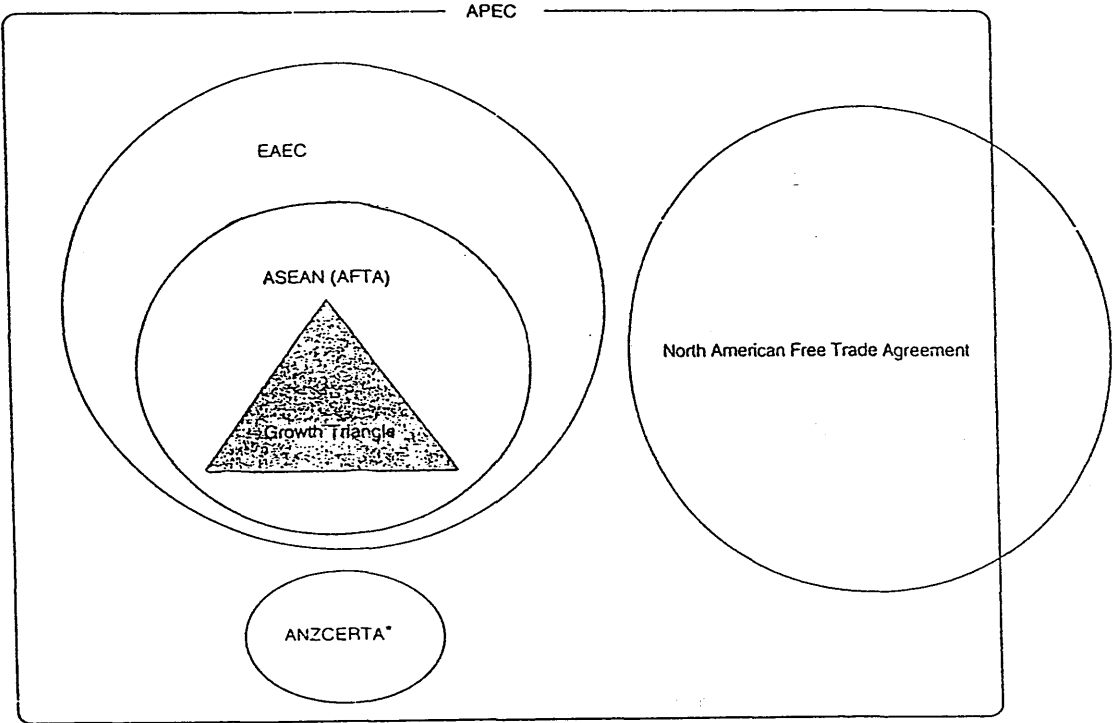 APEC
EAEC
ASEAN (AFTA)
North American Free Trade Agreement
Growth Triangle
ANZCERTA*